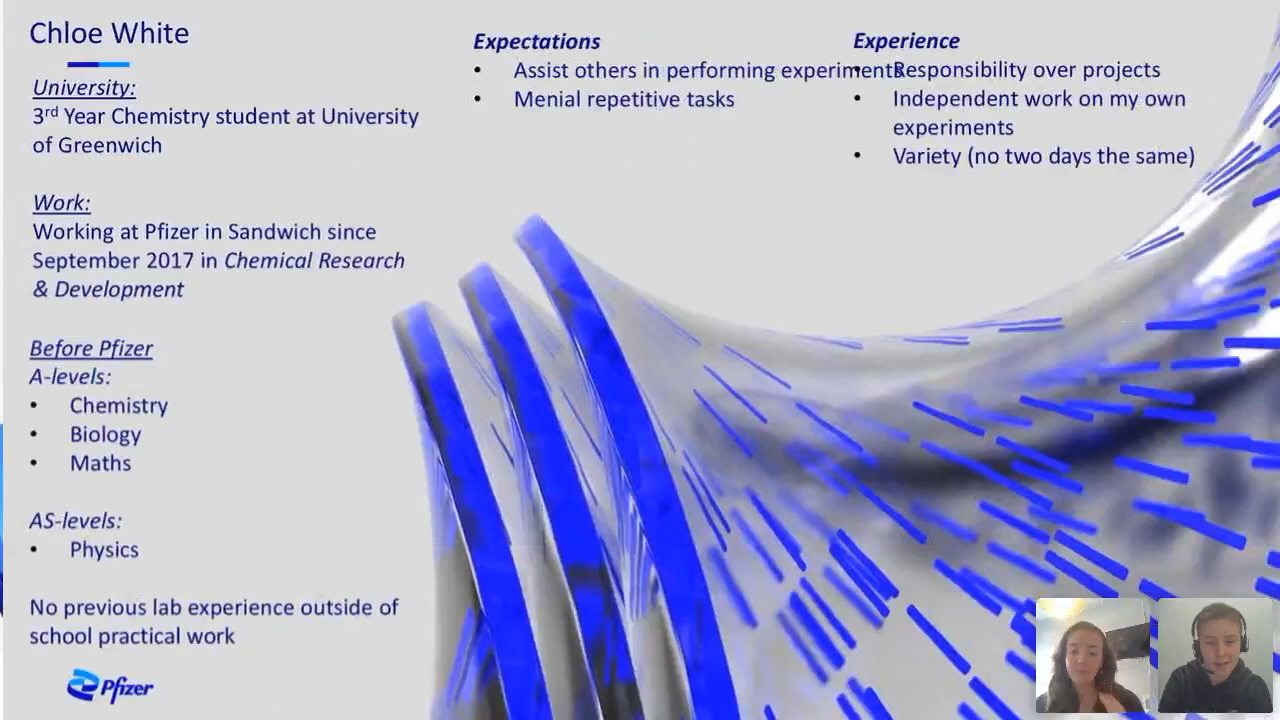 Chloe White
University:
3rd Year Chemistry student at University
of Greenwich
Work:
Working at Pfizer in Sandwich since
September 2017 in Chemical Research
& Development
Before Pfizer
A-levels:
• Chemistry
• Biology
• Maths
AS-levels:
• Physics
No previous lab experience outside of
school practical work
Pfizer
Expectations
• Assist others in performing experiments
• Menial repetitive tasks
Experience
• Responsibility over projects
• Independent work on my own
experiments
• Variety (no two days the same)